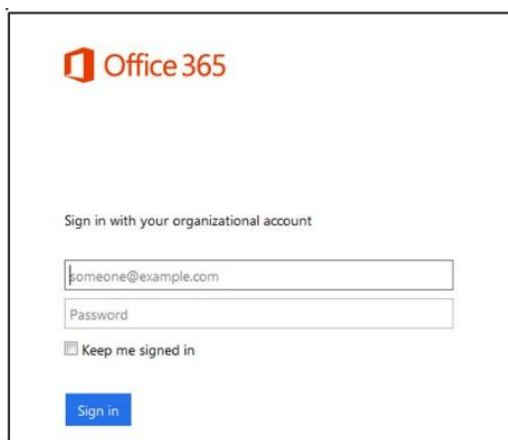 Office 365
Sign in with your organizational account
someone@example.com
Password
Keep me signed in
Sign in